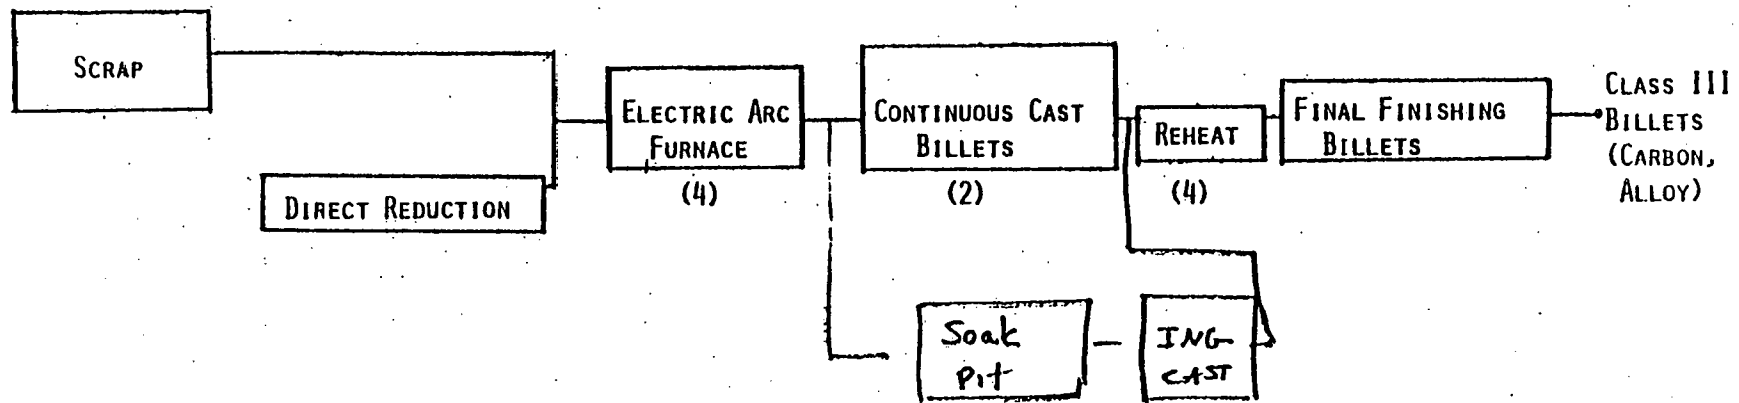 SCRAP
DIRECT REDUCTION
ELECTRIC ARC
FURNACE
(4)
CONTINUOUS CAST
BILLETS
(2)
REHEAT
(4)
FINAL FINISHING
BILLETS
CLASS III
BILLETS
(CARBON,
ALLOY)
Soak
Pit
ING
CAST